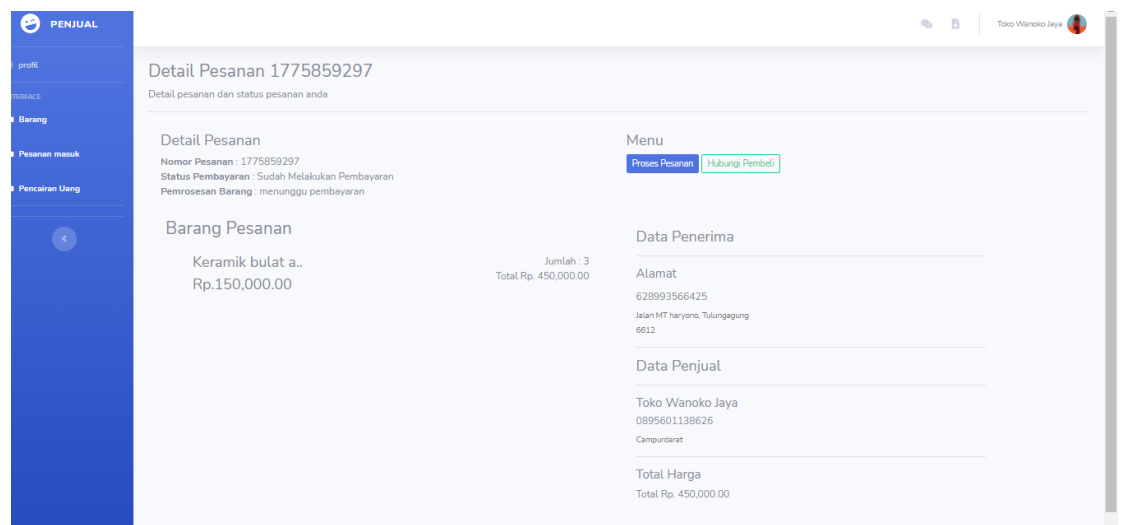 PENJUAL
Toko Wanoko Jaya
profil
INTERFACE
Barang
Pesanan masuk
Pencairan Uang
Detail Pesanan 1775859297
Detail pesanan dan status pesanan anda
Detail Pesanan
Nomor Pesanan : 1775859297
Status Pembayaran : Sudah Melakukan Pembayaran
Pemrosesan Barang : menunggu pembayaran
Menu
Proses Pesanan Hubungi Pembeli
Barang Pesanan
Keramik bulat a..
Rp.150,000.00
Jumlah : 3
Total Rp. 450,000.00
Data Penerima
Alamat
628993566425
Jalan MT haryono, Tulungagung
6612
Data Penjual
Toko Wanoko Jaya
0895601138626
Campurdarat
Total Harga
Total Rp. 450,000.00